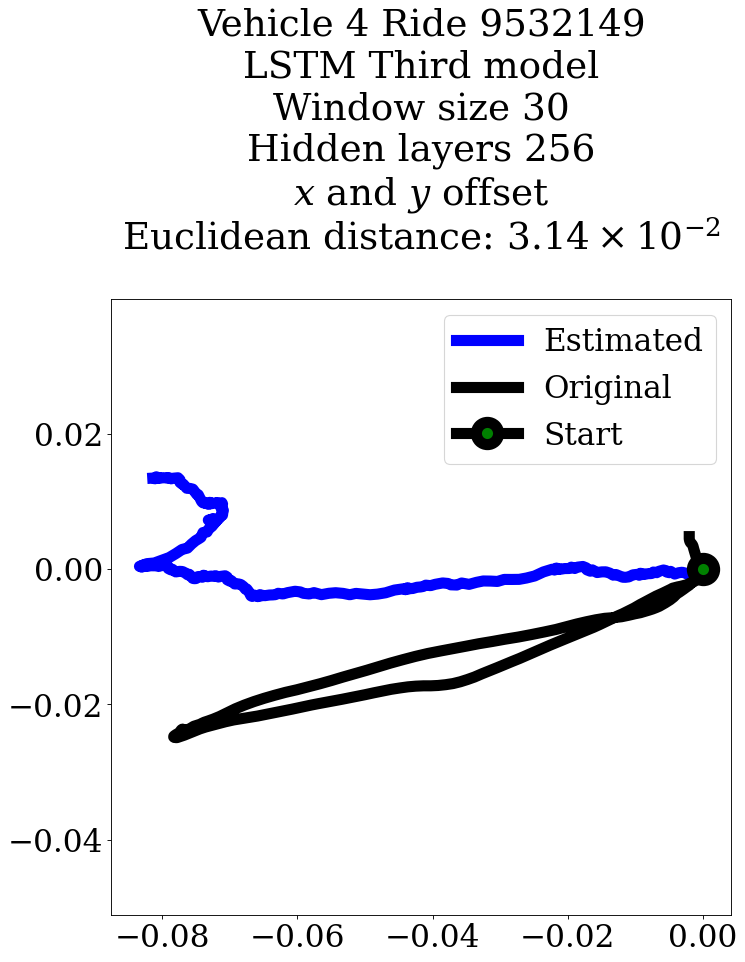 Vehicle 4 Ride 9532149
LSTM Third model
Window size 30
Hidden layers 256
x and y offset
Euclidean distance: 3.14 × 10⁻²
Estimated
Original
Start
0.02
0.00
−0.02
−0.04
−0.08 −0.06 −0.04 −0.02 0.00